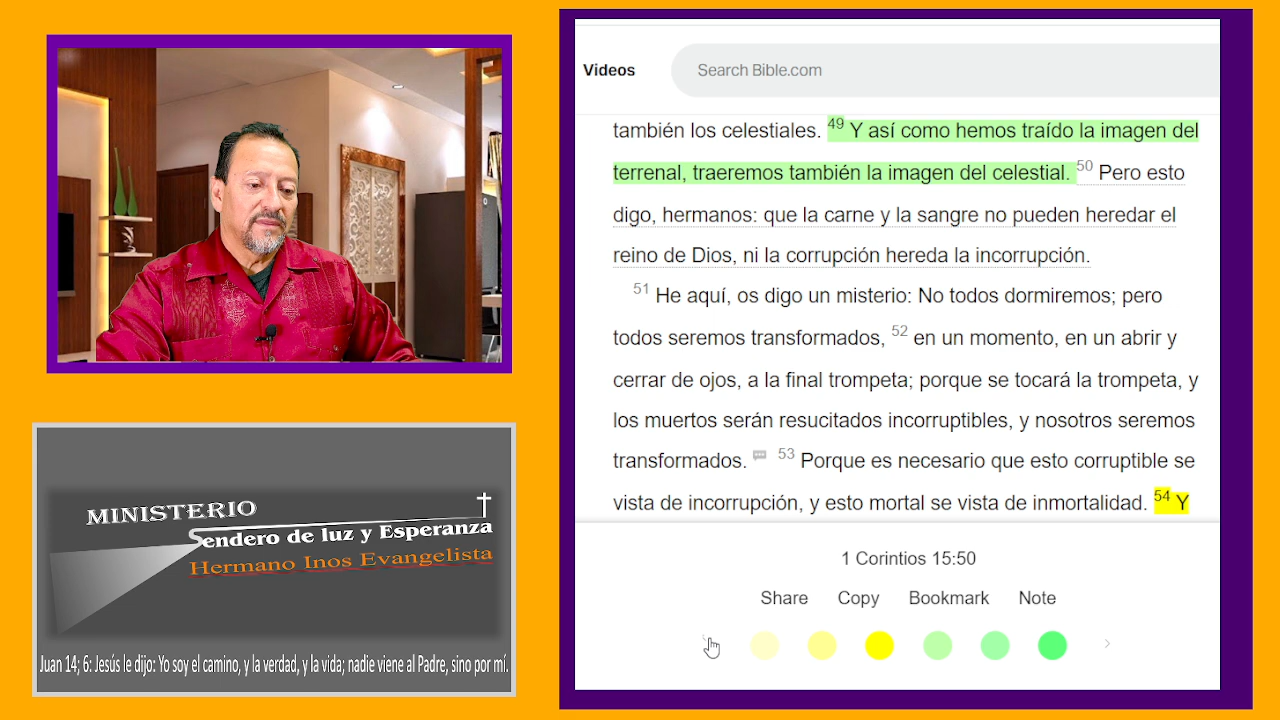 Videos
Search Bible.com
también los celestiales. 49 Y así como hemos traído la imagen del
terrenal, traeremos también la imagen del celestial. 50 Pero esto
digo, hermanos: que la carne y la sangre no pueden heredar el
reino de Dios, ni la corrupción hereda la incorrupción.
51 He aquí, os digo un misterio: No todos dormiremos; pero
todos seremos transformados, 52 en un momento, en un abrir y
cerrar de ojos, a la final trompeta; porque se tocará la trompeta, y
los muertos serán resucitados incorruptibles, y nosotros seremos
transformados. 53 Porque es necesario que esto corruptible se
vista de incorrupción, y esto mortal se vista de inmortalidad. 54 Y
1 Corintios 15:50
Share Copy Bookmark Note
MINISTERIO
Sendero de luz y Esperanza
Hermano Inos Evangelista
Juan 14; 6: Jesús le dijo: Yo soy el camino, y la verdad, y la vida; nadie viene al Padre, sino por mí.